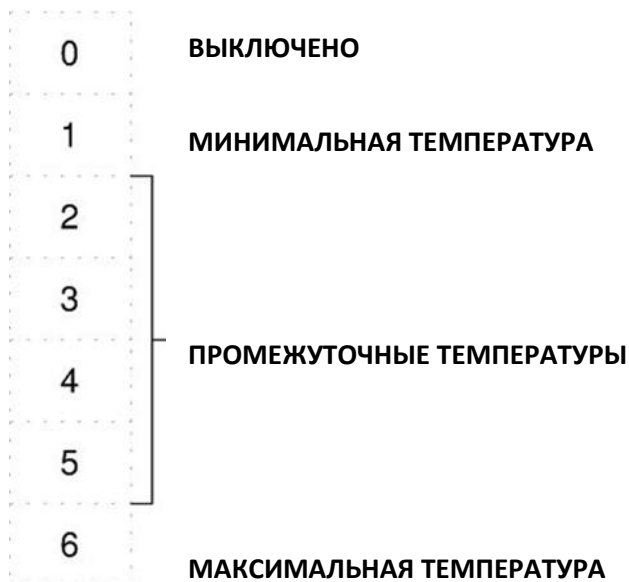 0 ВЫКЛЮЧЕНО
1 МИНИМАЛЬНАЯ ТЕМПЕРАТУРА
2
3
ПРОМЕЖУТОЧНЫЕ ТЕМПЕРАТУРЫ
4
5
6 МАКСИМАЛЬНАЯ ТЕМПЕРАТУРА